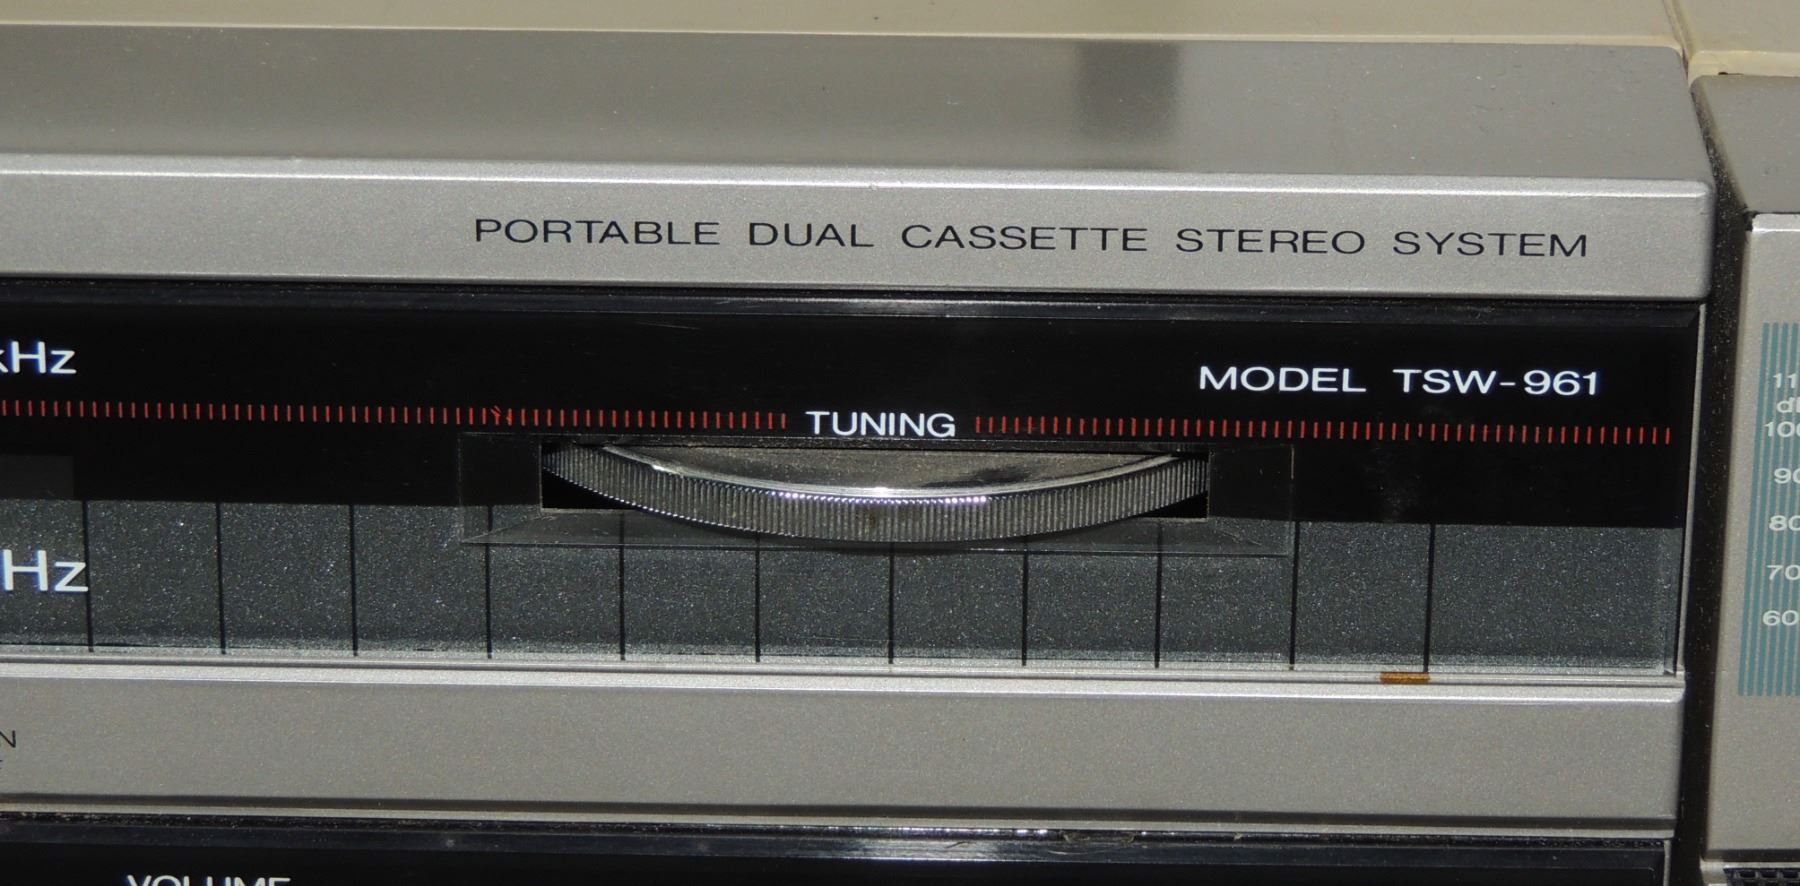 PORTABLE DUAL CASSETTE STEREO SYSTEM
kHz
MODEL TSW-961
TUNING
Hz
VOLUME